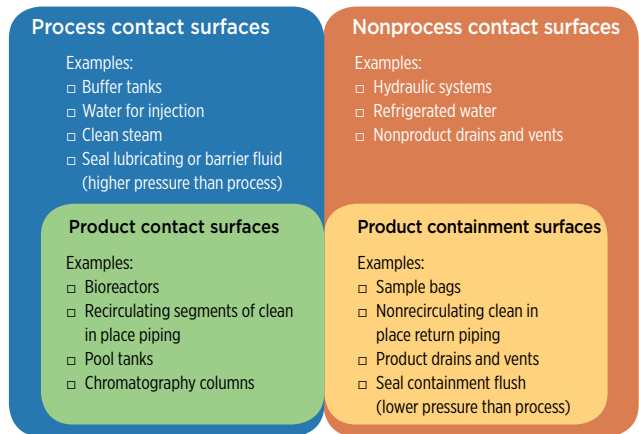 Process contact surfaces
Examples:
□ Buffer tanks
□ Water for injection
□ Clean steam
□ Seal lubricating or barrier fluid
(higher pressure than process)
Nonprocess contact surfaces
Examples:
□ Hydraulic systems
□ Refrigerated water
□ Nonproduct drains and vents
Product contact surfaces
Examples:
□ Bioreactors
□ Recirculating segments of clean
in place piping
□ Pool tanks
□ Chromatography columns
Product containment surfaces
Examples:
□ Sample bags
□ Nonrecirculating clean in
place return piping
□ Product drains and vents
□ Seal containment flush
(lower pressure than process)